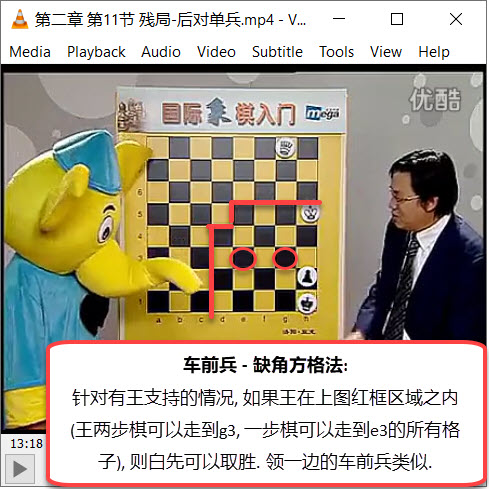 第二章 第11节 残局-后对单兵.mp4 - V...
Media Playback Audio Video Subtitle Tools View Help
优酷
国际象棋入门 mega
6
5
4
3
1
a b c d e f g h
车前兵 - 缺角方格法:
针对有王支持的情况, 如果王在上图红框区域之内
(王两步棋可以走到g3, 一步棋可以走到e3的所有格
子), 则白先可以取胜. 领一边的车前兵类似.
13:18